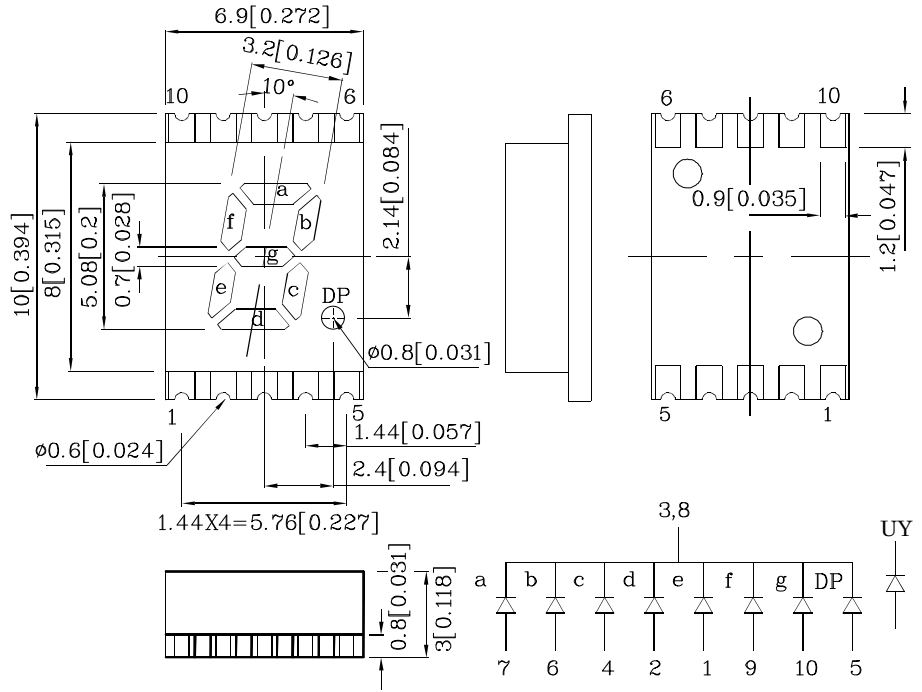 6.9[0.272]
3.2[0.126]
10°
10
6
a
f
b
g
e
c
d
DP
10[0.394]
8[0.315]
5.08[0.2]
0.7[0.028]
2.14[0.084]
ø0.8[0.031]
1
5
ø0.6[0.024]
1.44[0.057]
2.4[0.094]
1.44X4=5.76[0.227]
6
10
0.9[0.035]
1.2[0.047]
5
1
0.8[0.031]
3[0.118]
3,8
UY
a b c d e f g DP
7 6 4 2 1 9 10 5